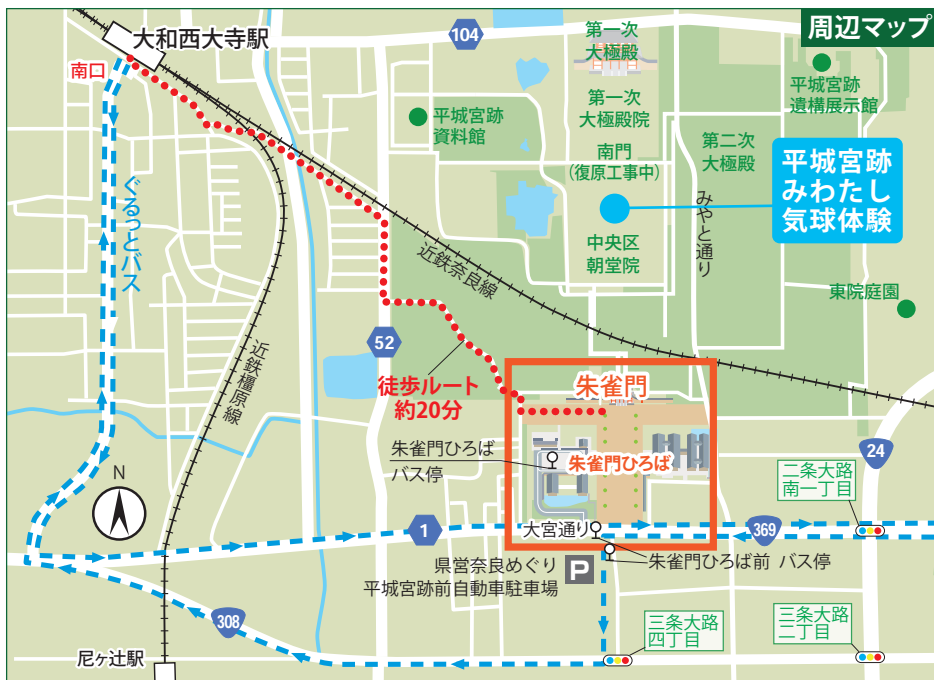 周辺マップ
大和西大寺駅
南口
104
第一次
大極殿
平城宮跡
遺構展示館
平城宮跡
資料館
第一次
大極殿院
南門
(復原工事中)
第二次
大極殿
平城宮跡
みわたし
気球体験
みやと通り
中央区
朝堂院
ぐるっとバス
近鉄奈良線
東院庭園
52
近鉄橿原線
徒歩ルート
約20分
朱雀門
朱雀門ひろば
バス停
朱雀門ひろば
24
二条大路
南一丁目
N
1
大宮通り
369
県営奈良めぐり
平城宮跡前自動車駐車場
P
朱雀門ひろば前 バス停
308
三条大路
四丁目
三条大路
二丁目
尼ヶ辻駅